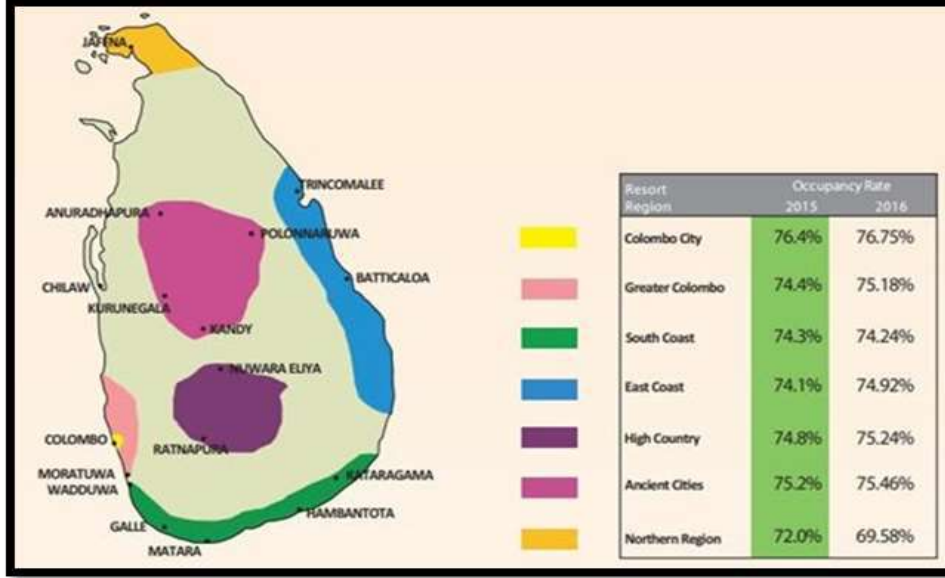 JAFFNA
TRINCOMALEE
ANURADHAPURA
POLONNARUWA
BATTICALOA
CHILAW
KURUNEGALA
KANDY
NUWARA ELIYA
COLOMBO
RATNAPURA
MORATUWA
KATARAGAMA
WADDUWA
HAMBANTOTA
GALLE
MATARA
Resort Occupancy Rate
Region 2015 2016
Colombo City 76.4% 76.75%
Greater Colombo 74.4% 75.18%
South Coast 74.3% 74.24%
East Coast 74.1% 74.92%
High Country 74.8% 75.24%
Ancient Cities 75.2% 75.46%
Northern Region 72.0% 69.58%